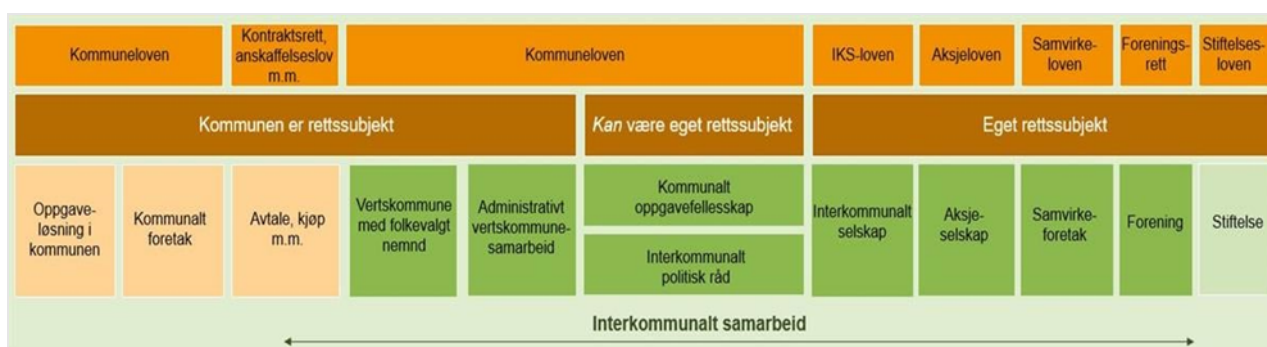 Kommuneloven
Kontraktsrett,
anskaffelseslov
m.m.
Kommuneloven
IKS-loven
Aksjeloven
Samvirke-
loven
Forenings-
rett
Stiftelses-
loven
Kommunen er rettssubjekt
Kan være eget rettssubjekt
Eget rettssubjekt
Oppgave-
løsning i
kommunen
Kommunalt
foretak
Avtale, kjøp
m.m.
Vertskommune
med folkevalgt
nemnd
Administrativt
vertskommune-
samarbeid
Kommunalt
oppgavefellesskap
Interkommunalt
politisk råd
Interkommunalt
selskap
Aksje-
selskap
Samvirke-
foretak
Forening
Stiftelse
Interkommunalt samarbeid